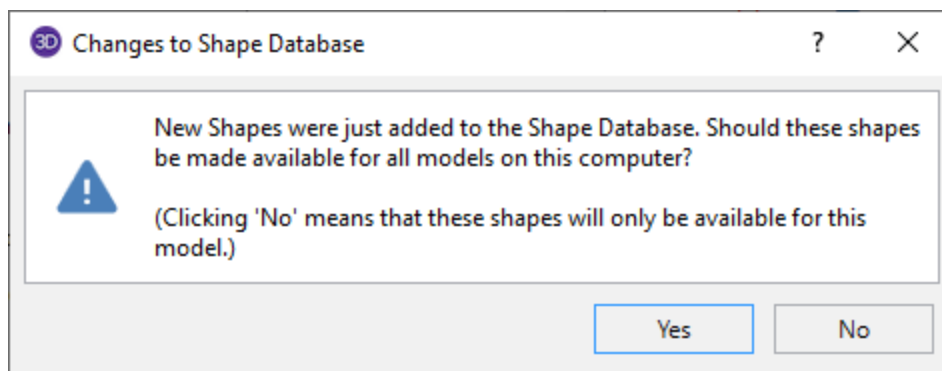 3D Changes to Shape Database ?
New Shapes were just added to the Shape Database. Should these shapes
be made available for all models on this computer?
(Clicking 'No' means that these shapes will only be available for this
model.)
Yes No